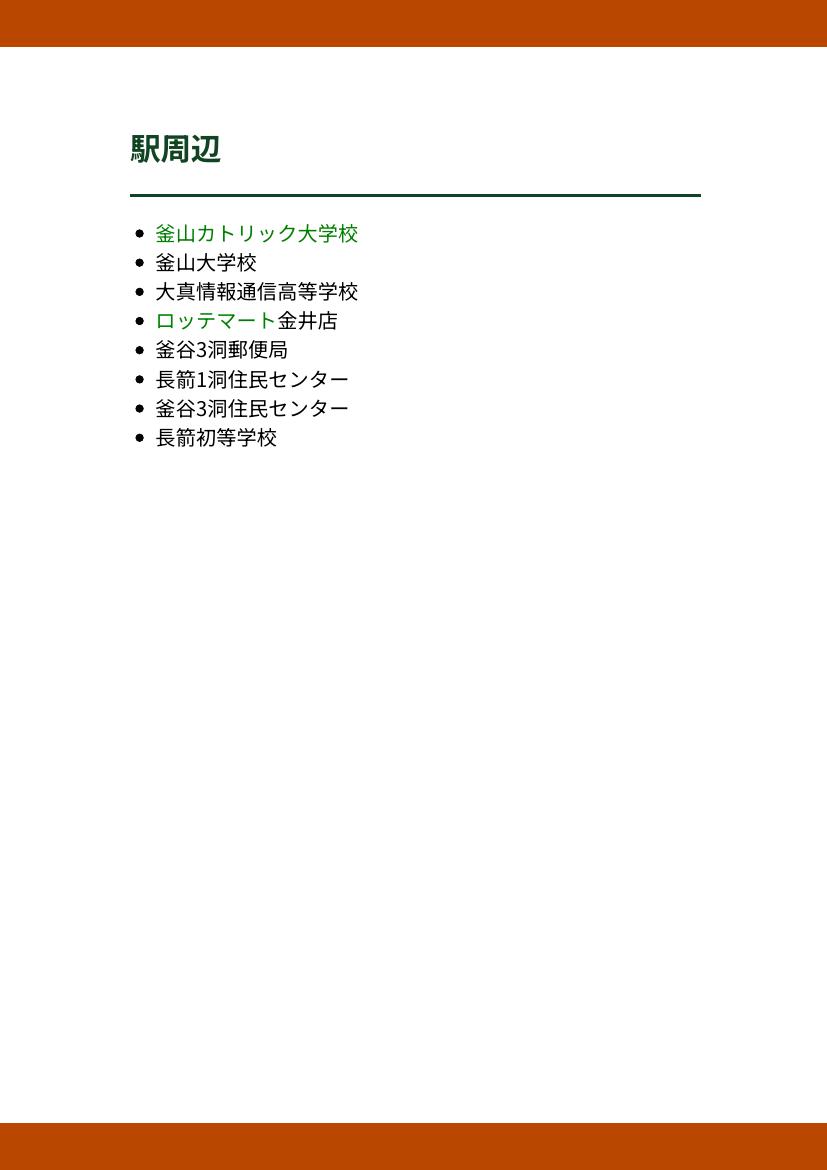 駅周辺
釜山カトリック大学校
釜山大学校
大真情報通信高等学校
ロッテマート金井店
釜谷3洞郵便局
長箭1洞住民センター
釜谷3洞住民センター
長箭初等学校